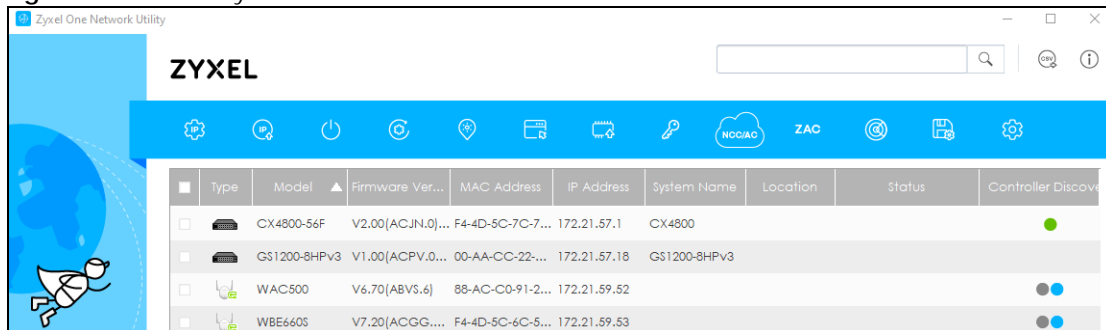 Zyxel One Network Utility
ZYXEL
CSV
IP IP NCC/AC ZAC
Type Model Firmware Ver... MAC Address IP Address System Name Location Status Controller Discove
CX4800-56F V2.00(ACJN.0)... F4-4D-5C-7C-7... 172.21.57.1 CX4800
GS1200-8HPv3 V1.00(ACPV.0... 00-AA-CC-22-... 172.21.57.18 GS1200-8HPv3
WAC500 V6.70(ABVS.6) 88-AC-C0-91-2... 172.21.59.52
WBE660S V7.20(ACGG.... F4-4D-5C-6C-5... 172.21.59.53